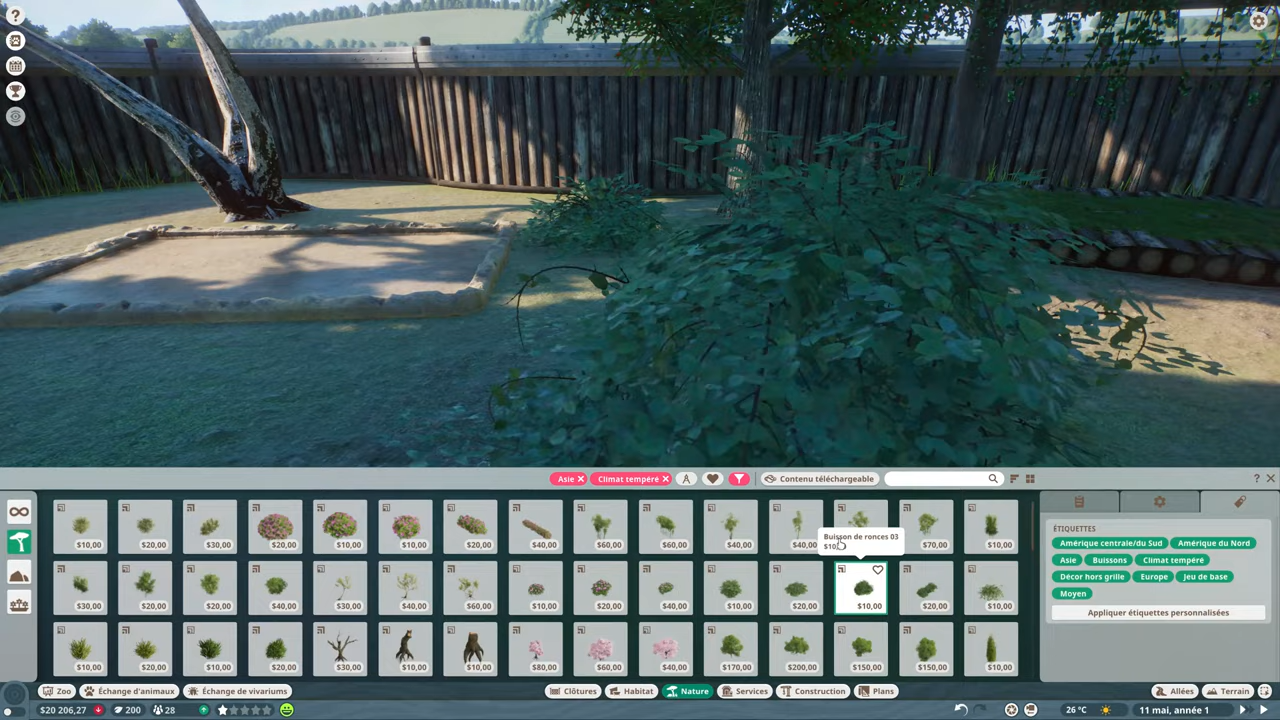 Asie ✕ Climat tempéré ✕ Contenu téléchargeable
$10,00 $20,00 $30,00 $20,00 $10,00 $10,00 $20,00 $40,00 $60,00 $60,00 $40,00 $40,00 $70,00 $10,00
Buisson de ronces 03
$30,00 $20,00 $20,00 $40,00 $30,00 $40,00 $60,00 $10,00 $20,00 $40,00 $10,00 $20,00 $10,00 $20,00 $10,00
$10,00 $20,00 $10,00 $20,00 $30,00 $10,00 $10,00 $80,00 $60,00 $40,00 $170,00 $200,00 $150,00 $150,00 $10,00
ÉTIQUETTES
Amérique centrale/du Sud Amérique du Nord
Asie Buissons Climat tempéré
Décor hors grille Europe Jeu de base
Moyen
Appliquer étiquettes personnalisées
Zoo Échange d'animaux Échange de vivariums Clôtures Habitat Nature Services Construction Plans Allées Terrain
$20 206,27 200 28 26 °C 11 mai, année 1